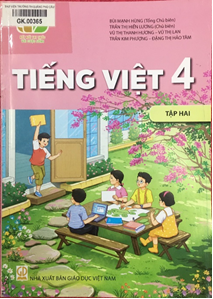 GK.00365
BÙI MẠNH HÙNG (Tổng Chủ biên)
TRẦN THỊ HIỀN LƯƠNG (Chủ biên)
VŨ THỊ THANH HƯƠNG – VŨ THỊ LAN
TRẦN KIM PHƯỢNG – ĐẶNG THỊ HẢO TÂM
TIẾNG VIỆT 4
TẬP HAI
NHÀ XUẤT BẢN GIÁO DỤC VIỆT NAM